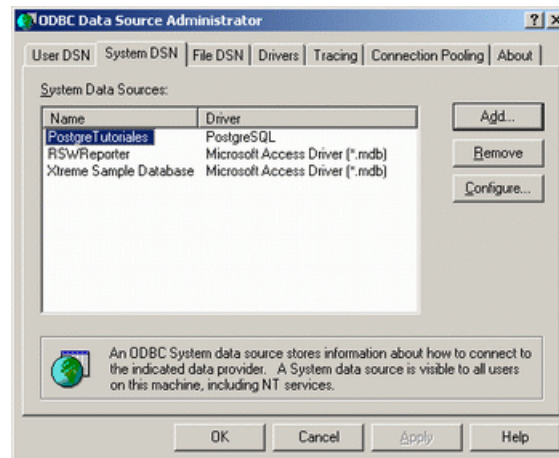 ODBC Data Source Administrator
User DSN System DSN File DSN Drivers Tracing Connection Pooling About
System Data Sources:
Name Driver
PostgreTutoriales PostgreSQL
RSWReporter Microsoft Access Driver (*.mdb)
Xtreme Sample Database Microsoft Access Driver (*.mdb)
Add...
Remove
Configure...
An ODBC System data source stores information about how to connect to
the indicated data provider. A System data source is visible to all users
on this machine, including NT services.
OK Cancel Apply Help